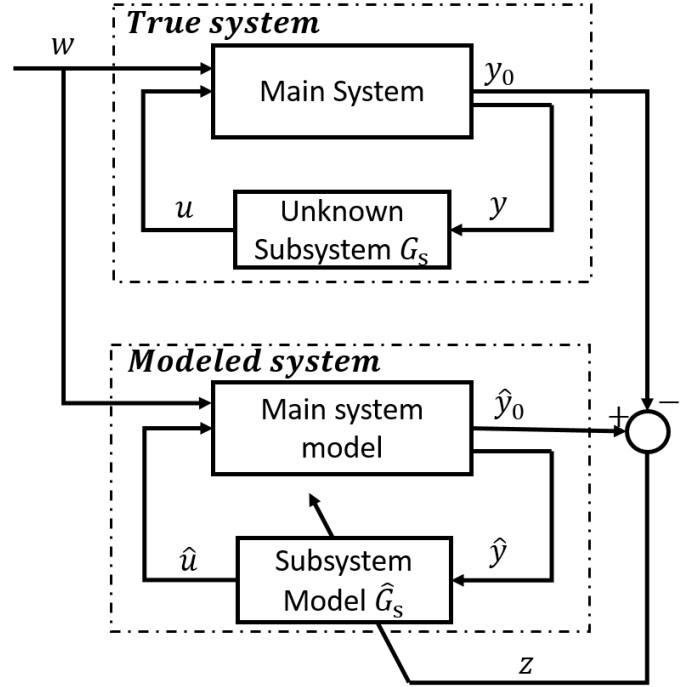 True system
w
Main System
y₀
u
Unknown
Subsystem Gₛ
y
Modeled system
Main system
model
ŷ₀
+
−
û
Subsystem
Model Ĝₛ
ŷ
z